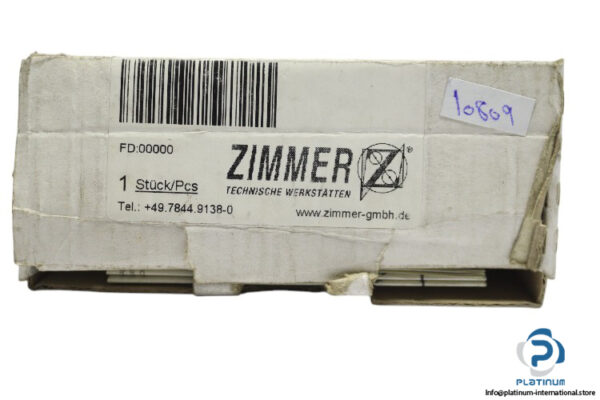 10809
FD:00000
ZIMMER
TECHNISCHE WERKSTÄTTEN
®
1 Stück/Pcs
Tel.: +49.7844.9138-0
www.zimmer-gmbh.de
PLATINUM
Info@platinum-international.store